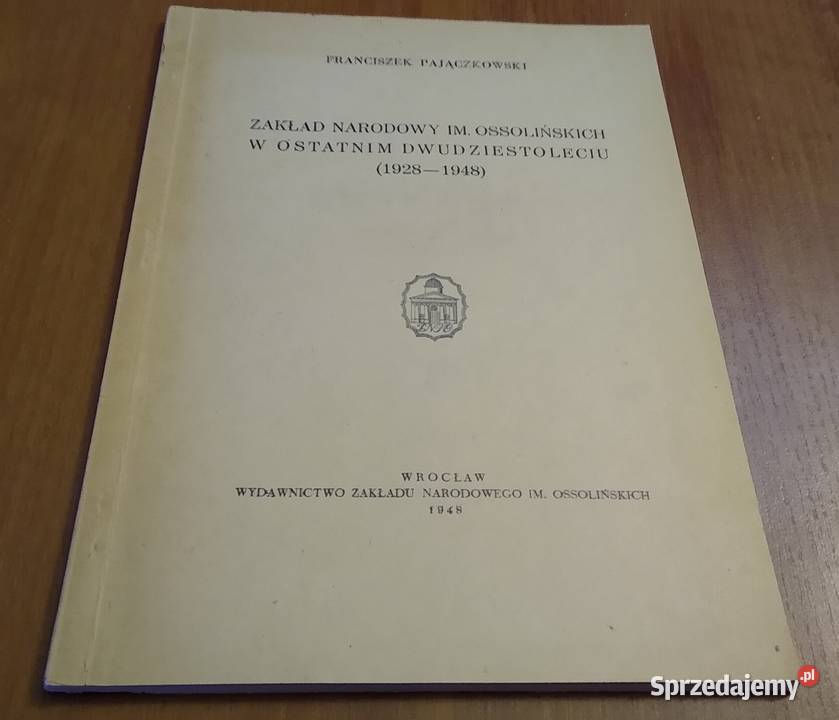 FRANCISZEK PAJĄCZKOWSKI
ZAKŁAD NARODOWY IM. OSSOLIŃSKICH
W OSTATNIM DWUDZIESTOLECIU
(1928—1948)
ZNIO
WROCŁAW
WYDAWNICTWO ZAKŁADU NARODOWEGO IM. OSSOLIŃSKICH
1948
Sprzedajemy.pl